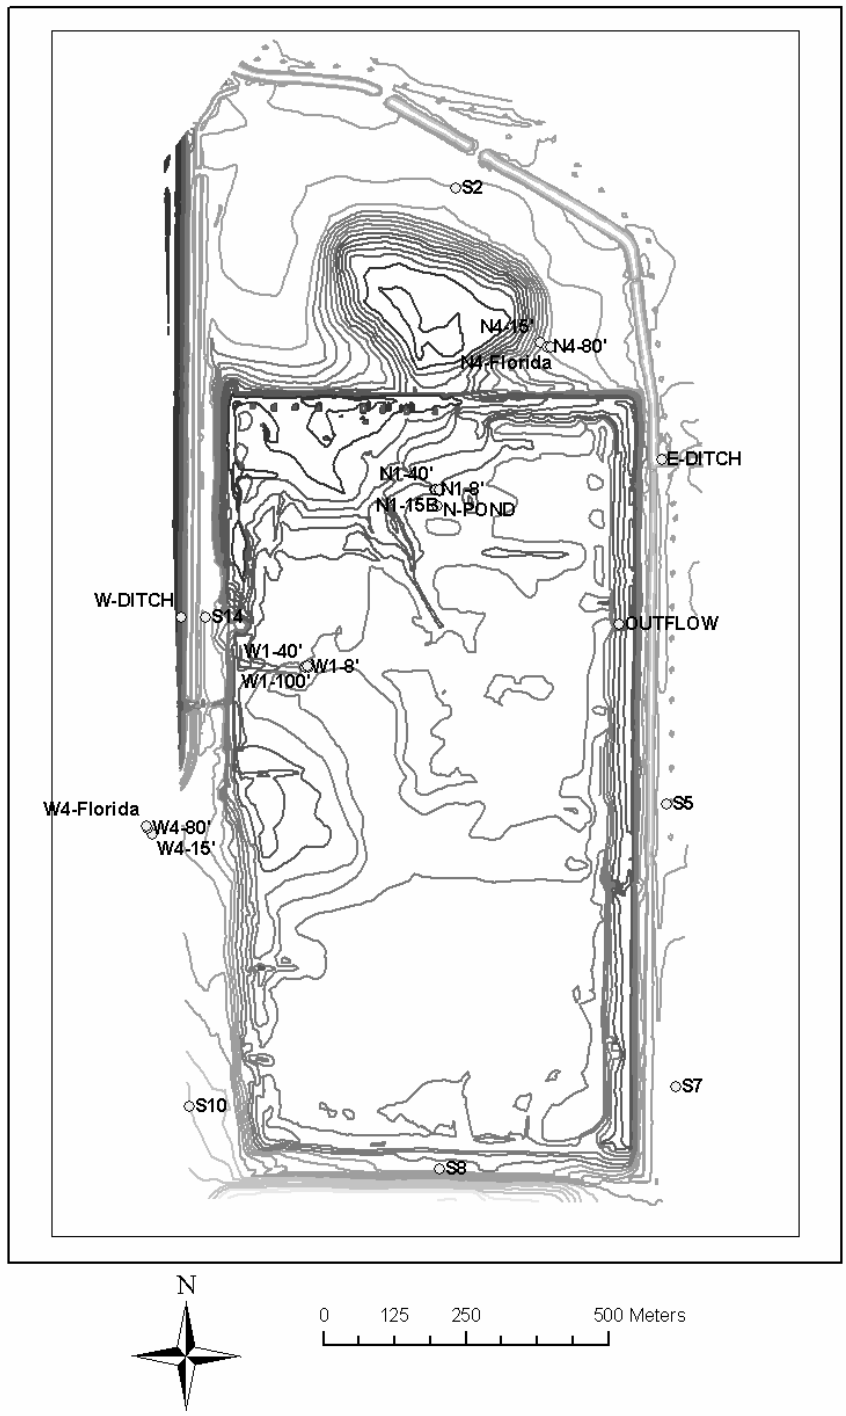 S2
N4-15'
N4-80'
N4-Florida
E-DITCH
N1-40'
N1-8'
N1-15B
N-POND
W-DITCH
S14
OUTFLOW
W1-40'
W1-8'
W1-100'
S5
W4-Florida
W4-80'
W4-15'
S7
S10
S8
N
0 125 250 500 Meters